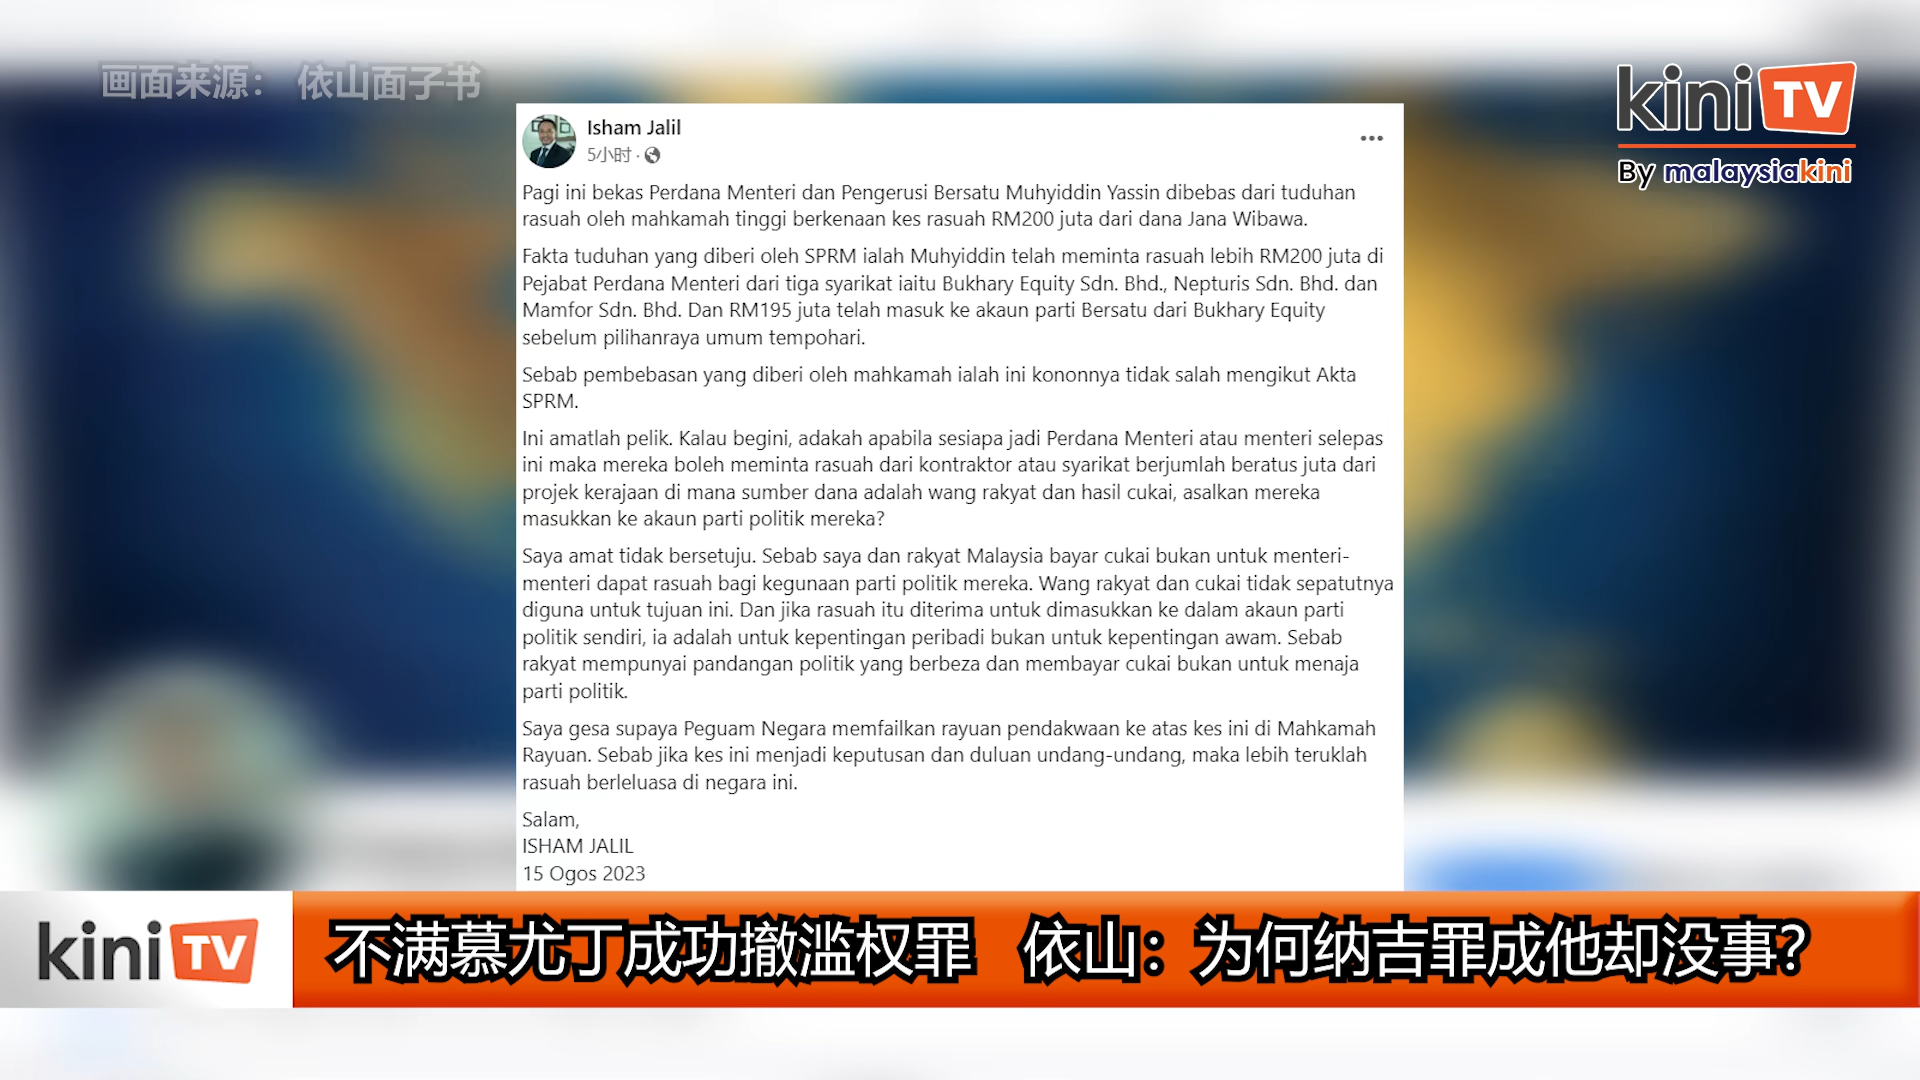 画面来源： 依山面子书
kini TV
By malaysiakini
Isham Jalil
5小时 ·
Pagi ini bekas Perdana Menteri dan Pengerusi Bersatu Muhyiddin Yassin dibebas dari tuduhan
rasuah oleh mahkamah tinggi berkenaan kes rasuah RM200 juta dari dana Jana Wibawa.
Fakta tuduhan yang diberi oleh SPRM ialah Muhyiddin telah meminta rasuah lebih RM200 juta di
Pejabat Perdana Menteri dari tiga syarikat iaitu Bukhary Equity Sdn. Bhd., Nepturis Sdn. Bhd. dan
Mamfor Sdn. Bhd. Dan RM195 juta telah masuk ke akaun parti Bersatu dari Bukhary Equity
sebelum pilihanraya umum tempohari.
Sebab pembebasan yang diberi oleh mahkamah ialah ini kononnya tidak salah mengikut Akta
SPRM.
Ini amatlah pelik. Kalau begini, adakah apabila sesiapa jadi Perdana Menteri atau menteri selepas
ini maka mereka boleh meminta rasuah dari kontraktor atau syarikat berjumlah beratus juta dari
projek kerajaan di mana sumber dana adalah wang rakyat dan hasil cukai, asalkan mereka
masukkan ke akaun parti politik mereka?
Saya amat tidak bersetuju. Sebab saya dan rakyat Malaysia bayar cukai bukan untuk menteri-
menteri dapat rasuah bagi kegunaan parti politik mereka. Wang rakyat dan cukai tidak sepatutnya
diguna untuk tujuan ini. Dan jika rasuah itu diterima untuk dimasukkan ke dalam akaun parti
politik sendiri, ia adalah untuk kepentingan peribadi bukan untuk kepentingan awam. Sebab
rakyat mempunyai pandangan politik yang berbeza dan membayar cukai bukan untuk menaja
parti politik.
Saya gesa supaya Peguam Negara memfailkan rayuan pendakwaan ke atas kes ini di Mahkamah
Rayuan. Sebab jika kes ini menjadi keputusan dan duluan undang-undang, maka lebih teruklah
rasuah berleluasa di negara ini.
Salam,
ISHAM JALIL
15 Ogos 2023
kini TV
不满慕尤丁成功撤滥权罪 依山：为何纳吉罪成他却没事？